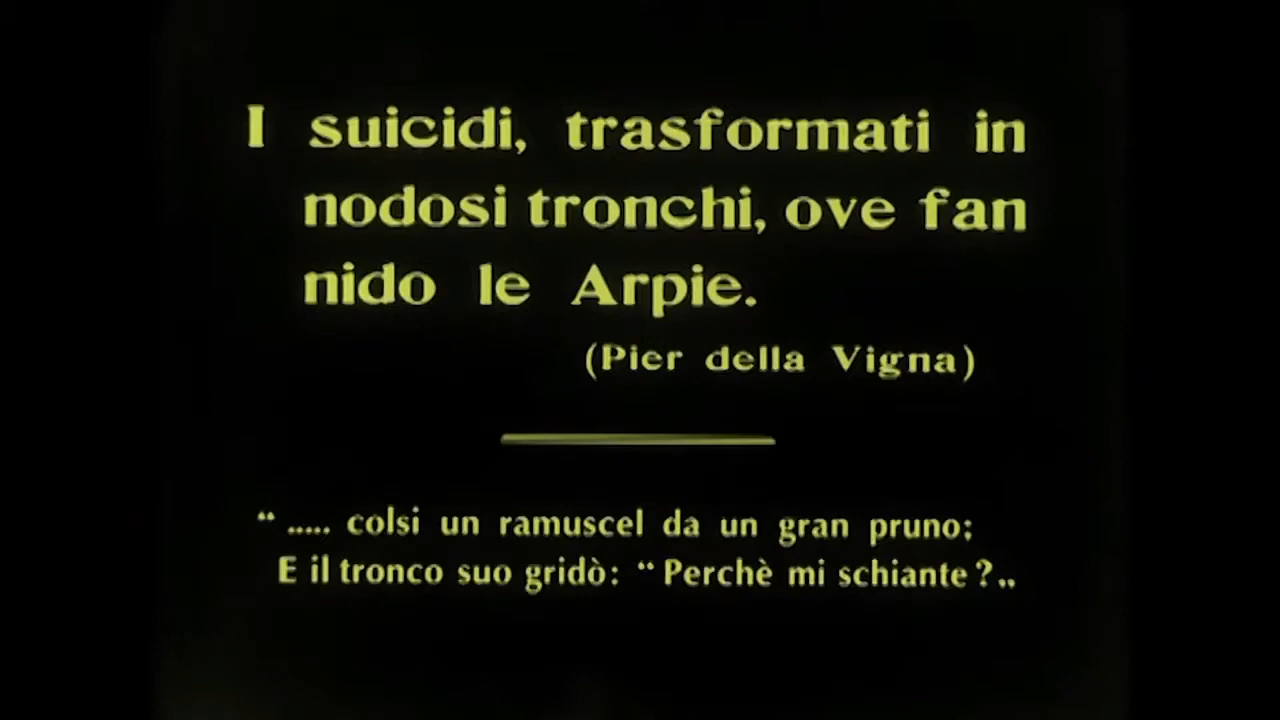 I suicidi, trasformati in
nodosi tronchi, ove fan
nido le Arpie.
(Pier della Vigna)
“ ..... colsi un ramuscel da un gran pruno;
E il tronco suo gridò: “ Perchè mi schiante ? „